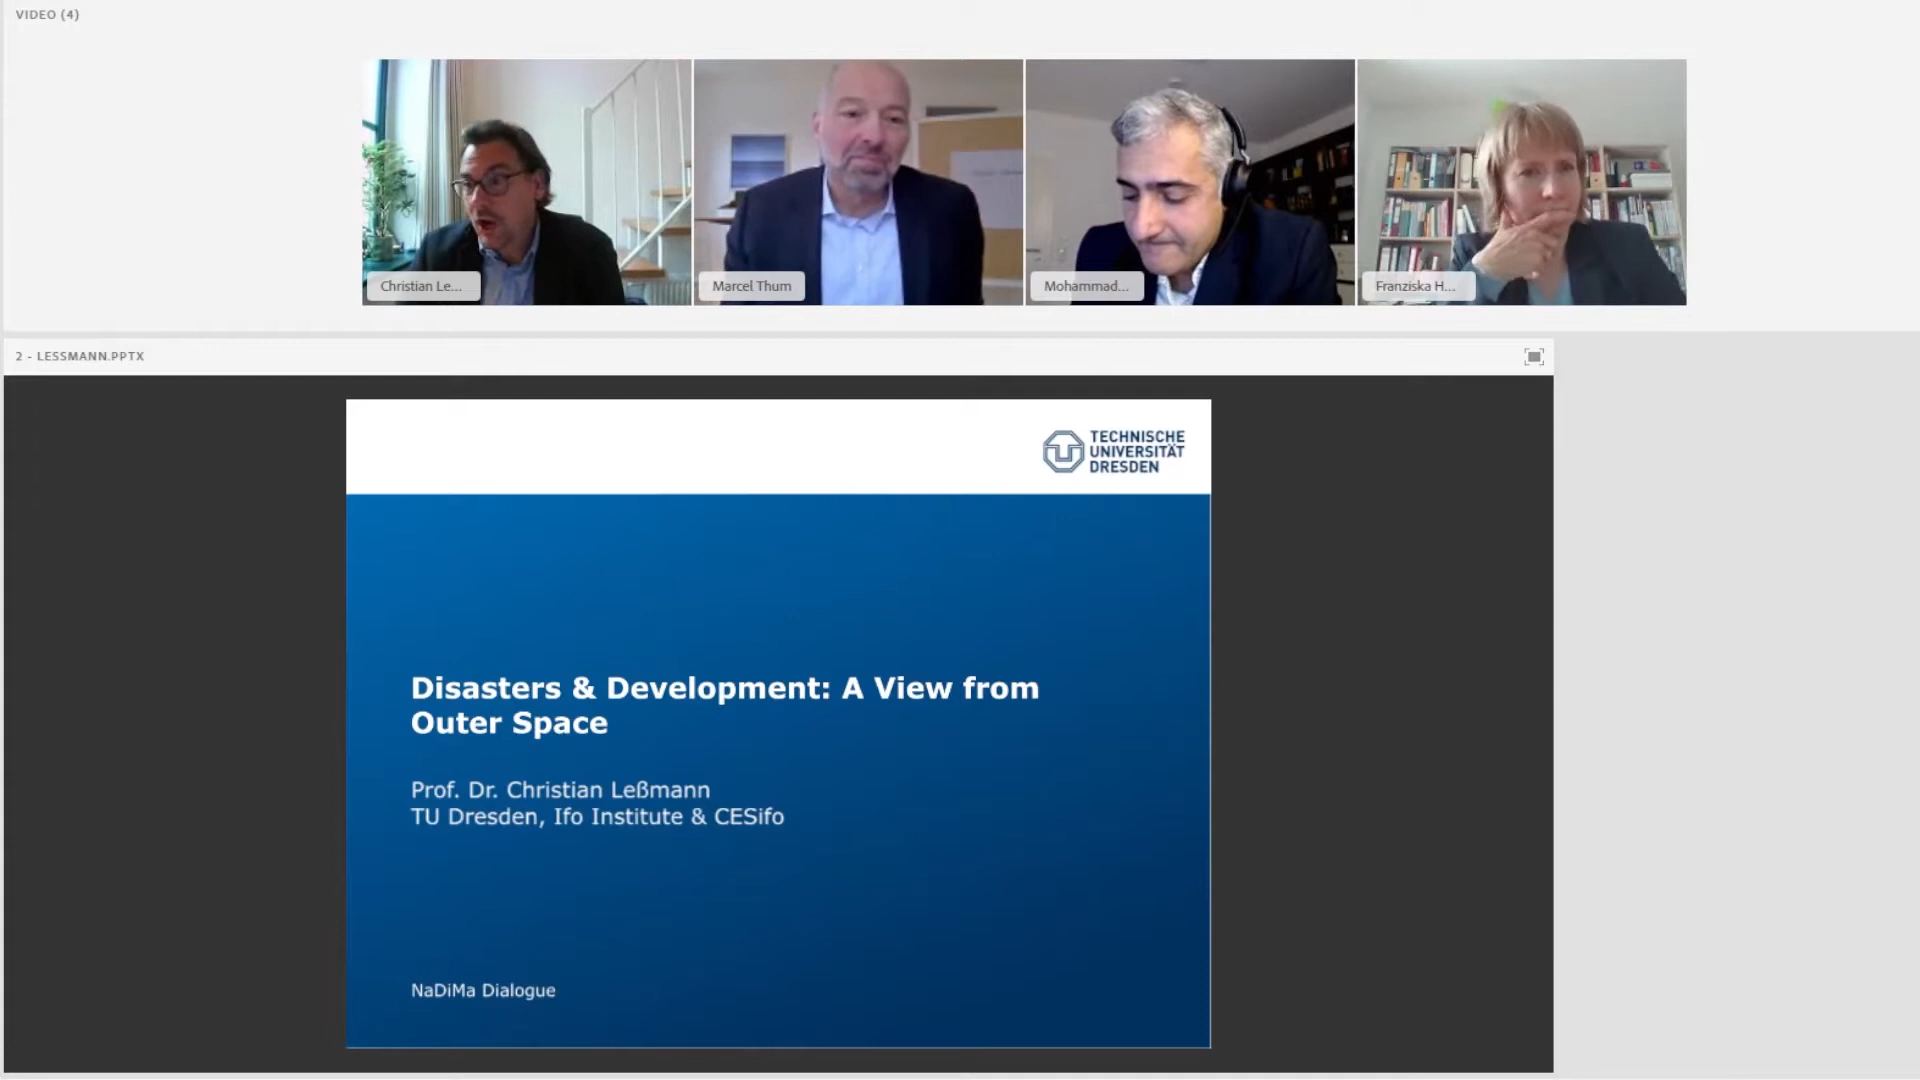 VIDEO (4)
Christian Le...
Marcel Thum
Mohammad...
Franziska H...
2 - LESSMANN.PPTX
TECHNISCHE
UNIVERSITÄT
DRESDEN
Disasters & Development: A View from
Outer Space
Prof. Dr. Christian Leßmann
TU Dresden, Ifo Institute & CESifo
NaDiMa Dialogue